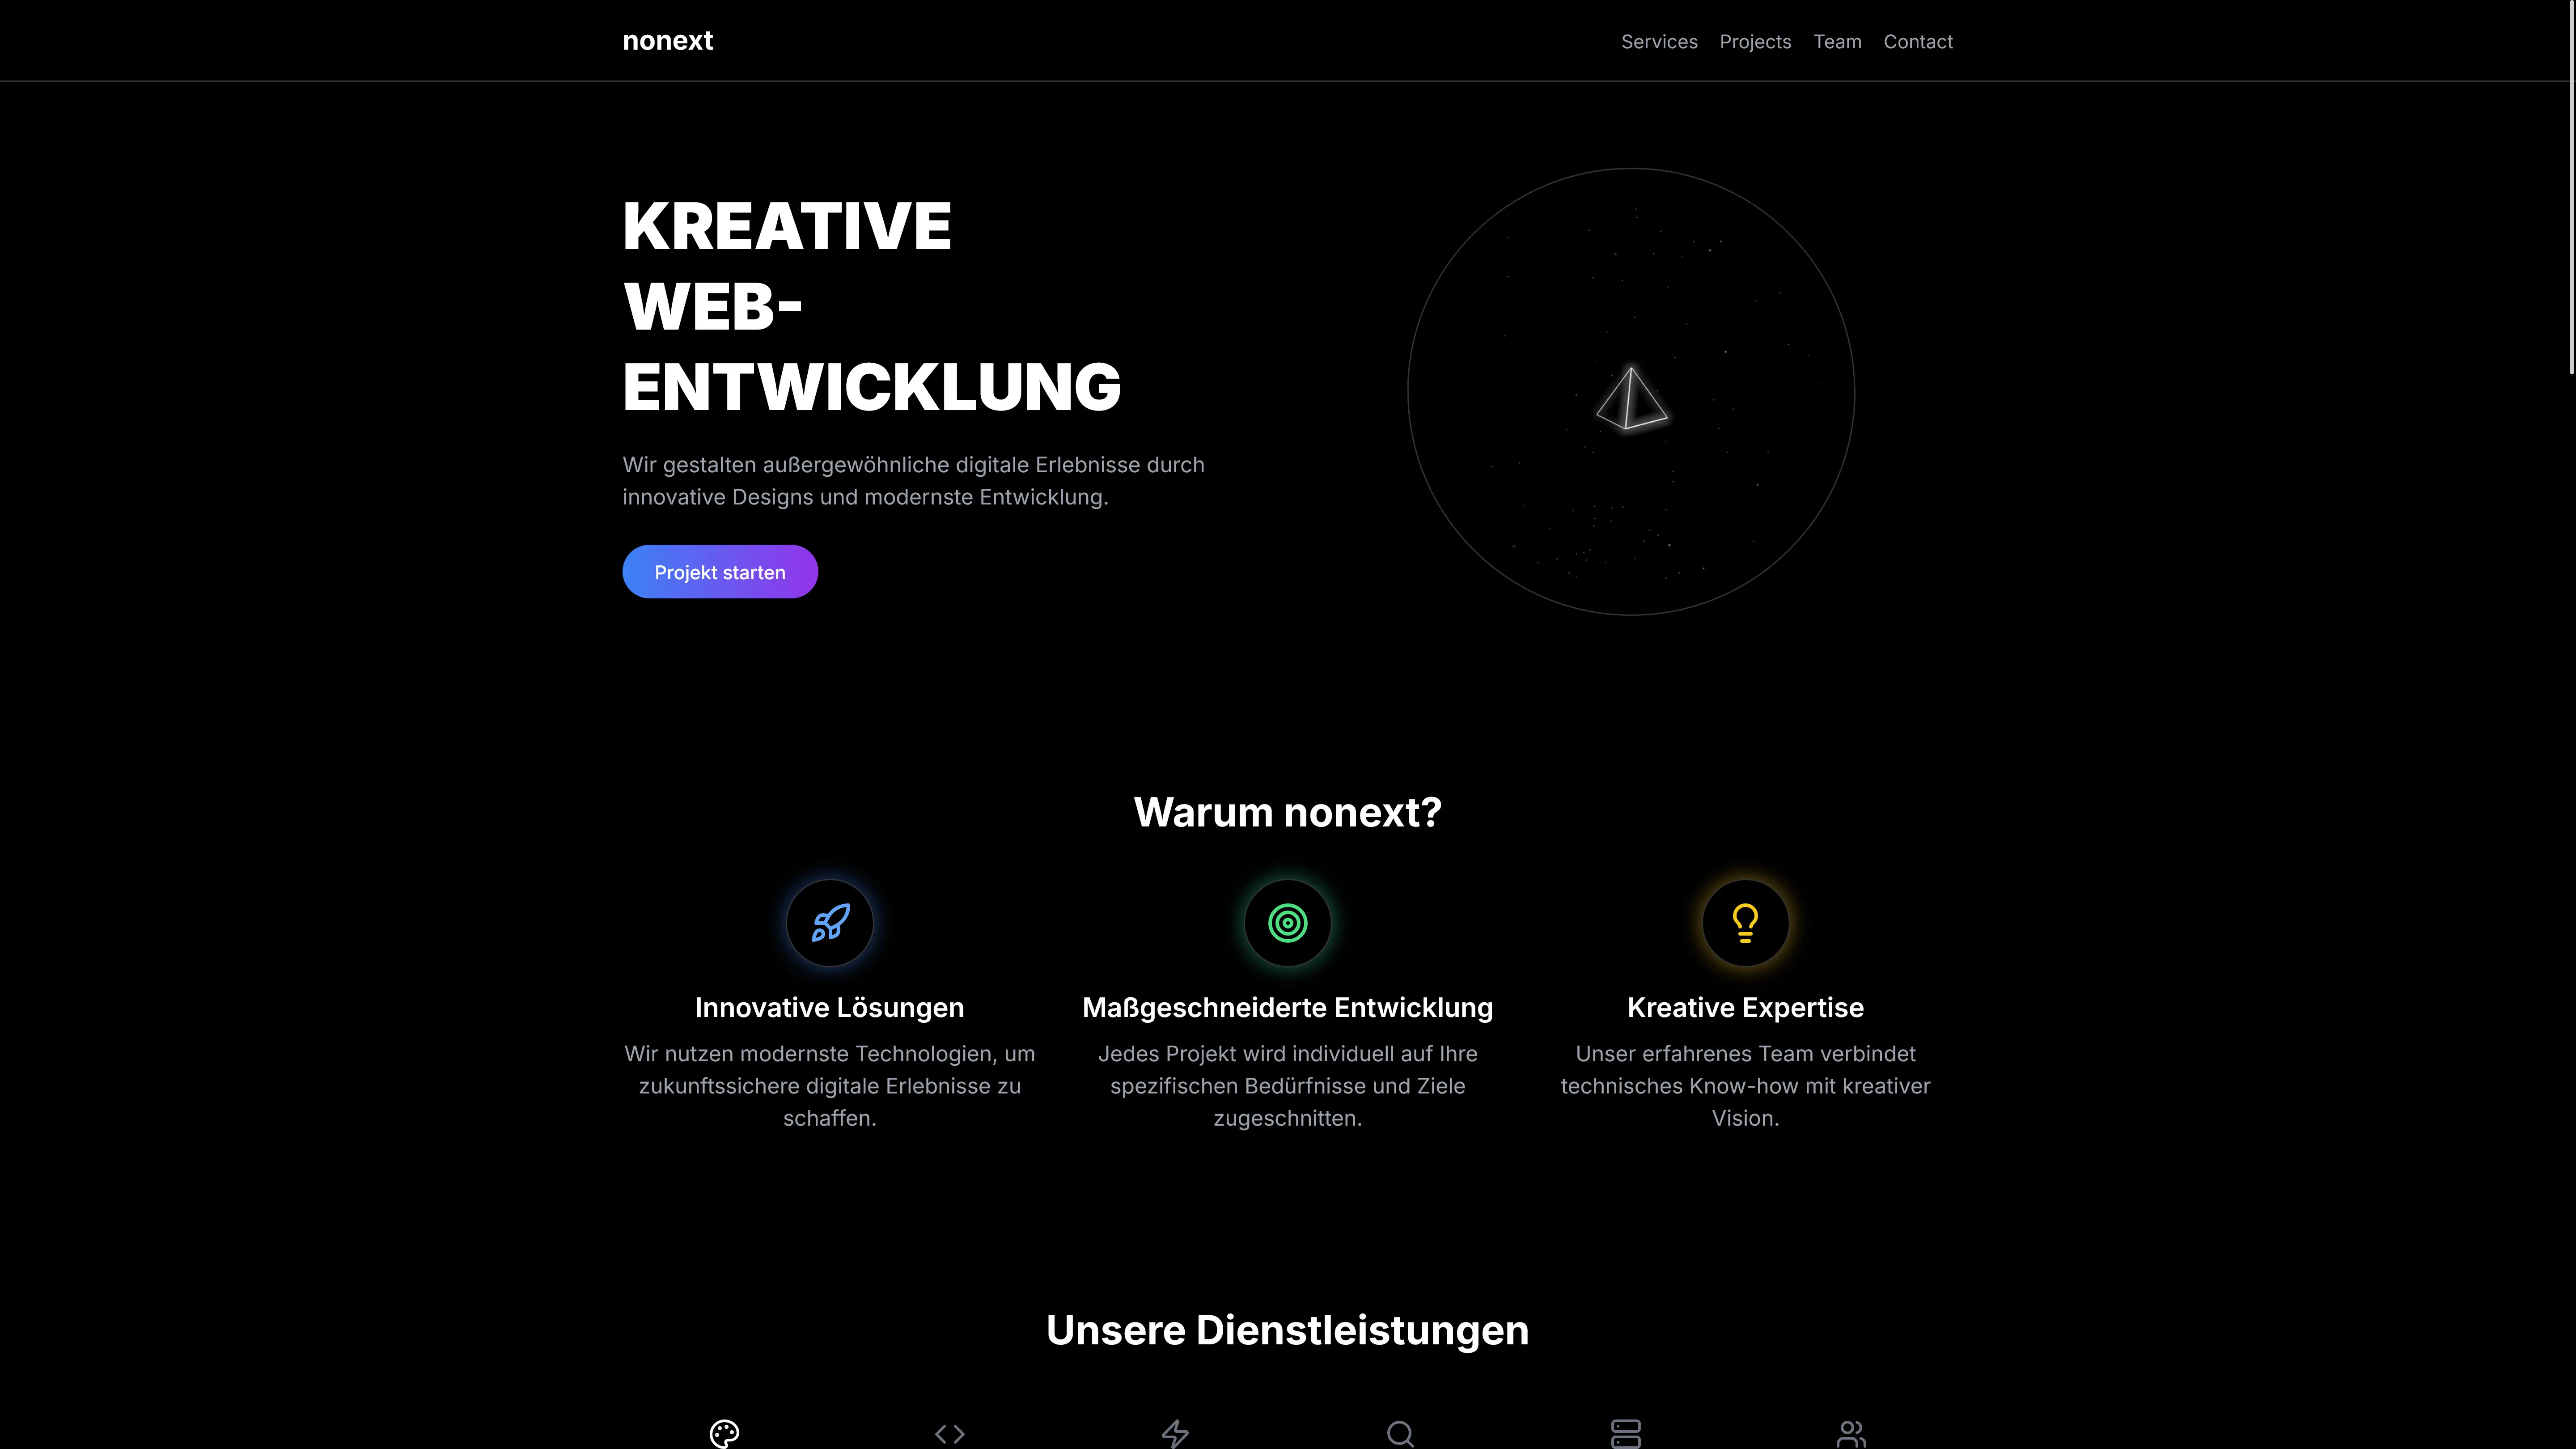 nonext
Services Projects Team Contact
KREATIVE
WEB-
ENTWICKLUNG
Wir gestalten außergewöhnliche digitale Erlebnisse durch
innovative Designs und modernste Entwicklung.
Projekt starten
Warum nonext?
Innovative Lösungen
Wir nutzen modernste Technologien, um
zukunftssichere digitale Erlebnisse zu
schaffen.
Maßgeschneiderte Entwicklung
Jedes Projekt wird individuell auf Ihre
spezifischen Bedürfnisse und Ziele
zugeschnitten.
Kreative Expertise
Unser erfahrenes Team verbindet
technisches Know-how mit kreativer
Vision.
Unsere Dienstleistungen